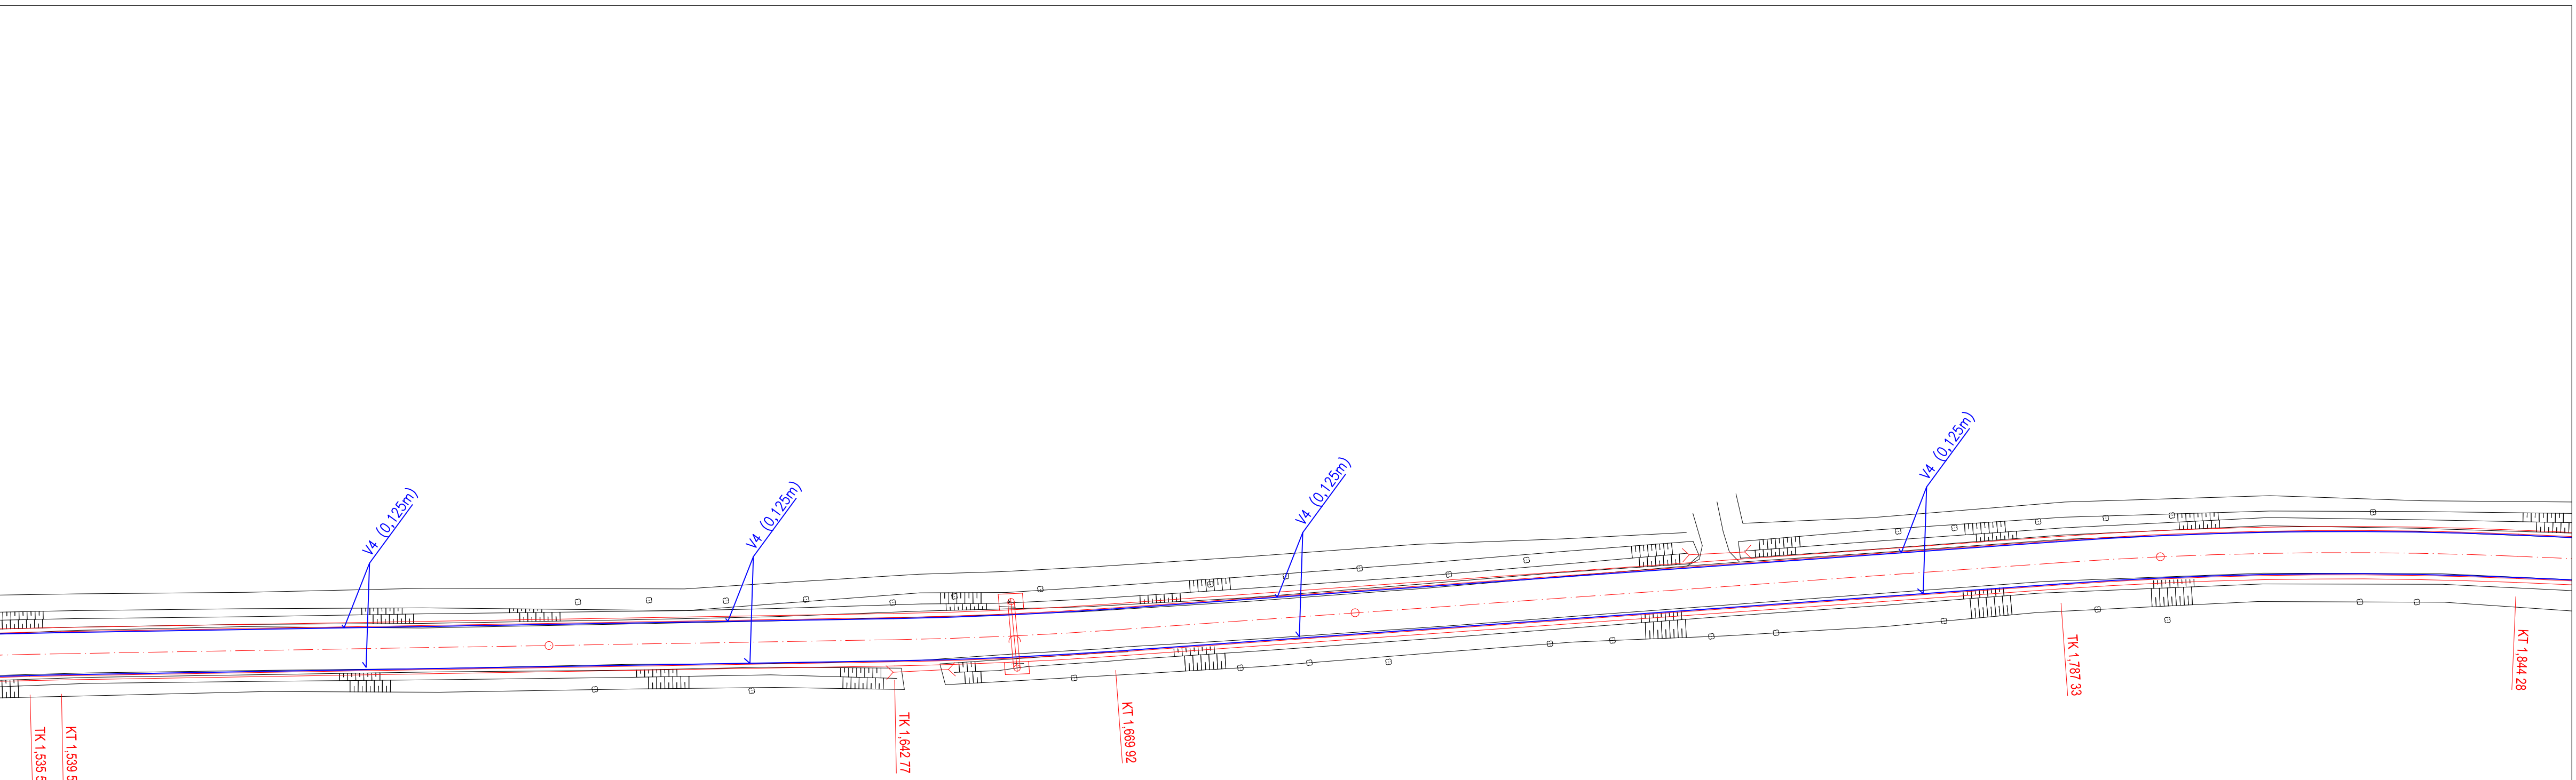 V4 (0,125m)
V4 (0,125m)
V4 (0,125m)
V4 (0,125m)
TK 1,535 5
KT 1,539 5
TK 1,642 77
KT 1,669 92
TK 1,787 33
KT 1,844 28